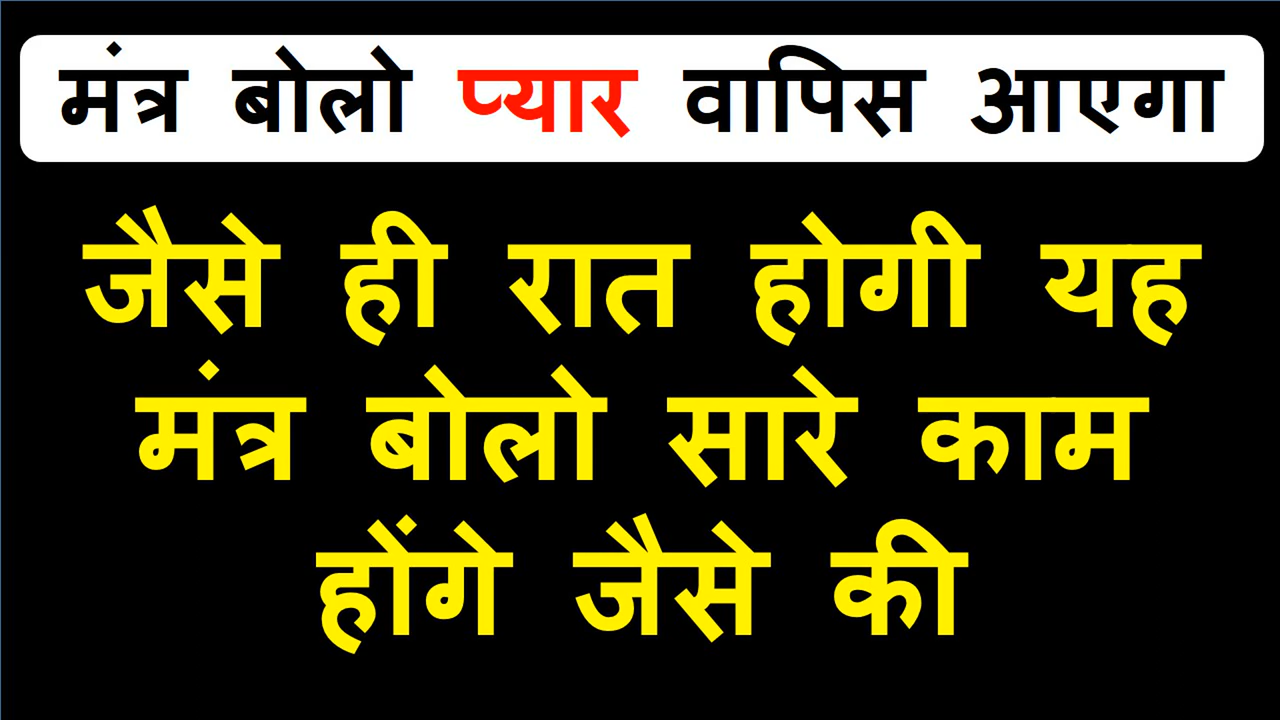 मंत्र बोलो प्यार वापिस आएगा
जैसे ही रात होगी यह
मंत्र बोलो सारे काम
होंगे जैसे की